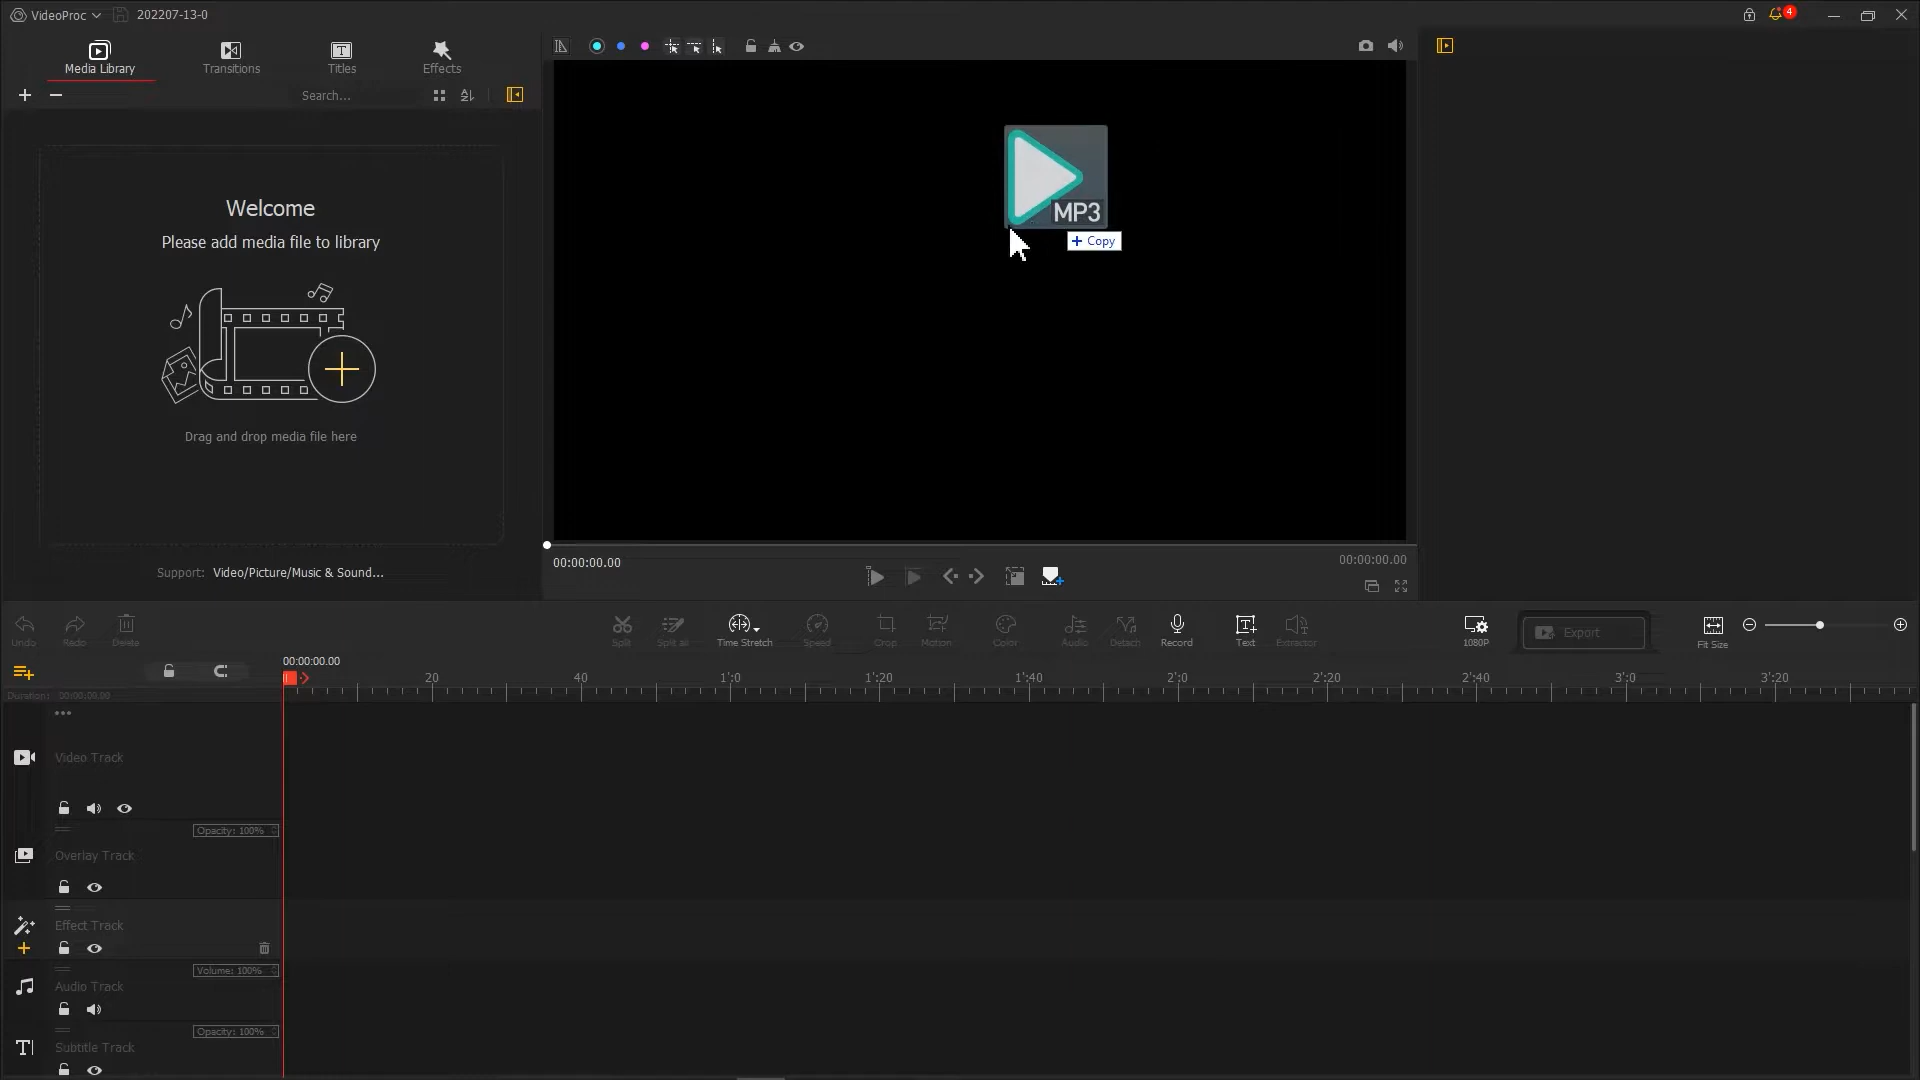 VideoProc
202207-13-0
4
Media Library
Transitions
Titles
Effects
Search...
Welcome
Please add media file to library
Drag and drop media file here
Support: Video/Picture/Music & Sound...
MP3
+ Copy
00:00:00.00
00:00:00.00
Undo
Redo
Delete
Split
Split all
Time Stretch
Speed
Crop
Motion
Color
Audio
Detach
Record
Text
Extractor
1080P
Export
Fit Size
00:00:00.00
20
40
1':0
1':20
1':40
2':0
2':20
2':40
3':0
3':20
Duration: 00:00:00.00
Video Track
Opacity: 100%
Overlay Track
Effect Track
Volume: 100%
Audio Track
Opacity: 100%
Subtitle Track